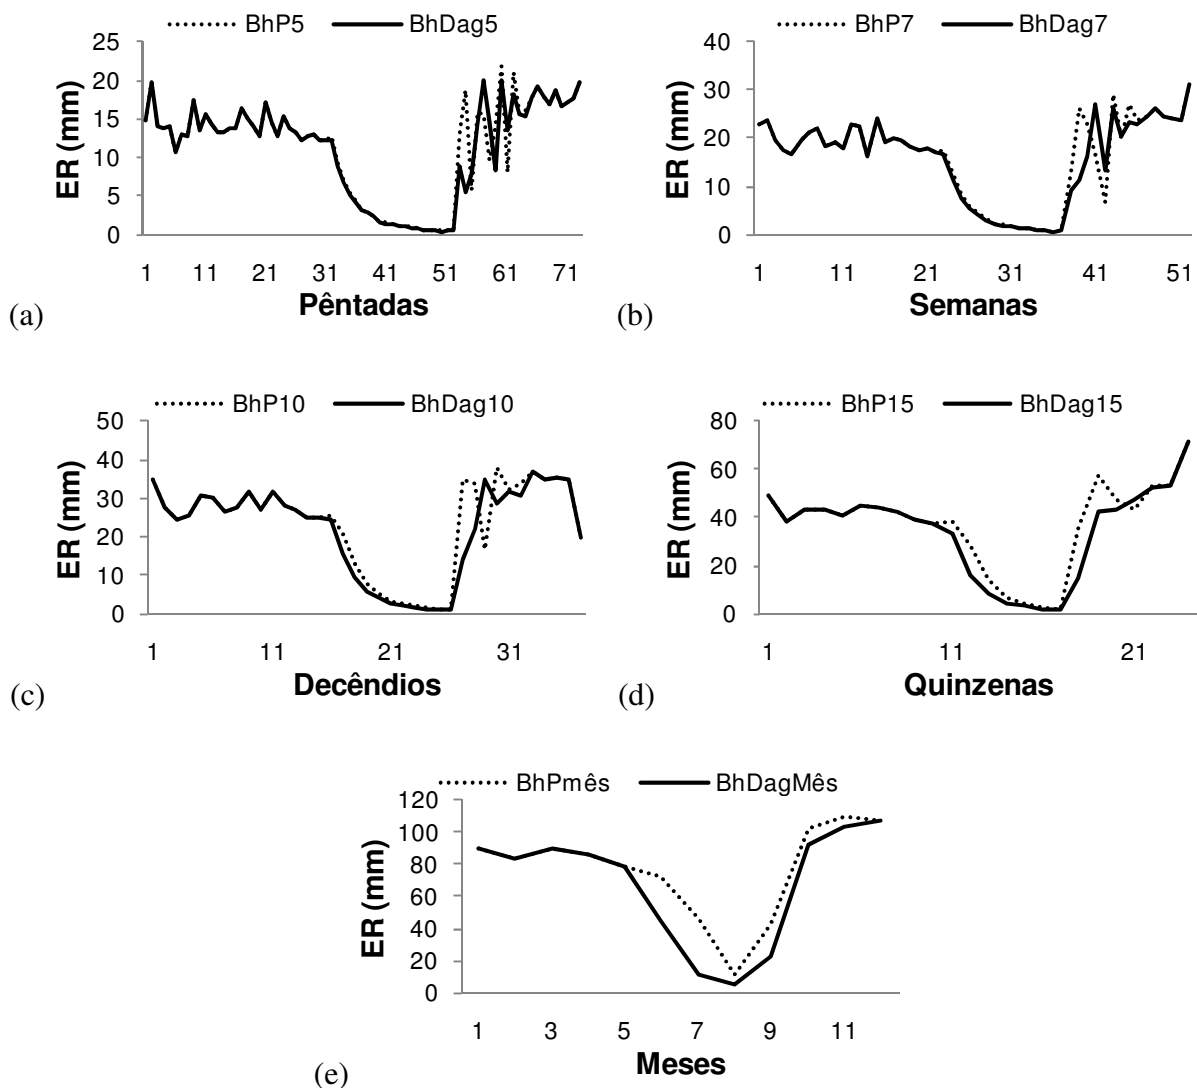 BhP5 BhDag5
25
20
15
10
5
0
ER (mm)
1 11 21 31 41 51 61 71
Pêntadas
(a)
BhP7 BhDag7
40
30
20
10
0
ER (mm)
1 11 21 31 41 51
Semanas
(b)
BhP10 BhDag10
50
40
30
20
10
0
ER (mm)
1 11 21 31
Decêndios
(c)
BhP15 BhDag15
80
60
40
20
0
ER (mm)
1 11 21
Quinzenas
(d)
BhPmês BhDagMês
120
100
80
60
40
20
0
ER (mm)
1 3 5 7 9 11
Meses
(e)